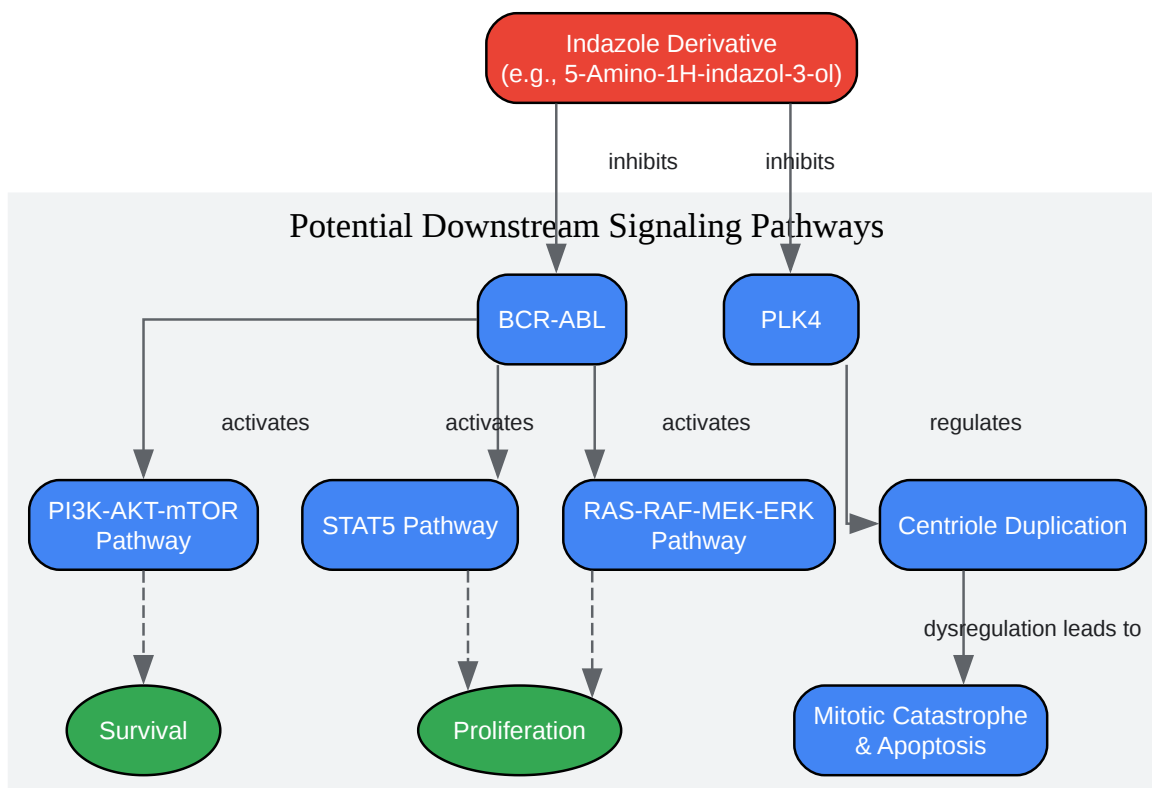 Indazole Derivative
(e.g., 5-Amino-1H-indazol-3-ol)
inhibits
inhibits
Potential Downstream Signaling Pathways
BCR-ABL
PLK4
activates
activates
activates
regulates
PI3K-AKT-mTOR
Pathway
STAT5 Pathway
RAS-RAF-MEK-ERK
Pathway
Centriole Duplication
dysregulation leads to
Survival
Proliferation
Mitotic Catastrophe
& Apoptosis